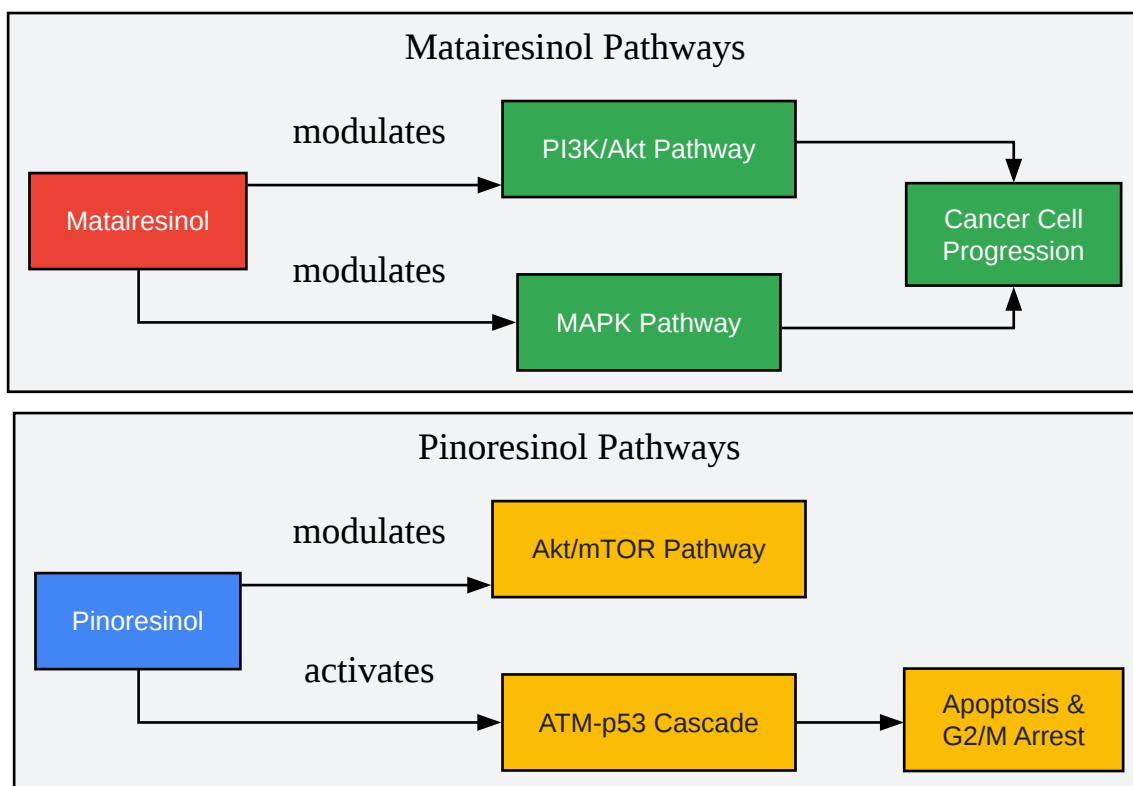 Matairesinol Pathways
modulates
PI3K/Akt Pathway
Matairesinol
Cancer Cell
Progression
modulates
MAPK Pathway
Pinoresinol Pathways
modulates
Akt/mTOR Pathway
Pinoresinol
activates
ATM-p53 Cascade
Apoptosis &
G2/M Arrest